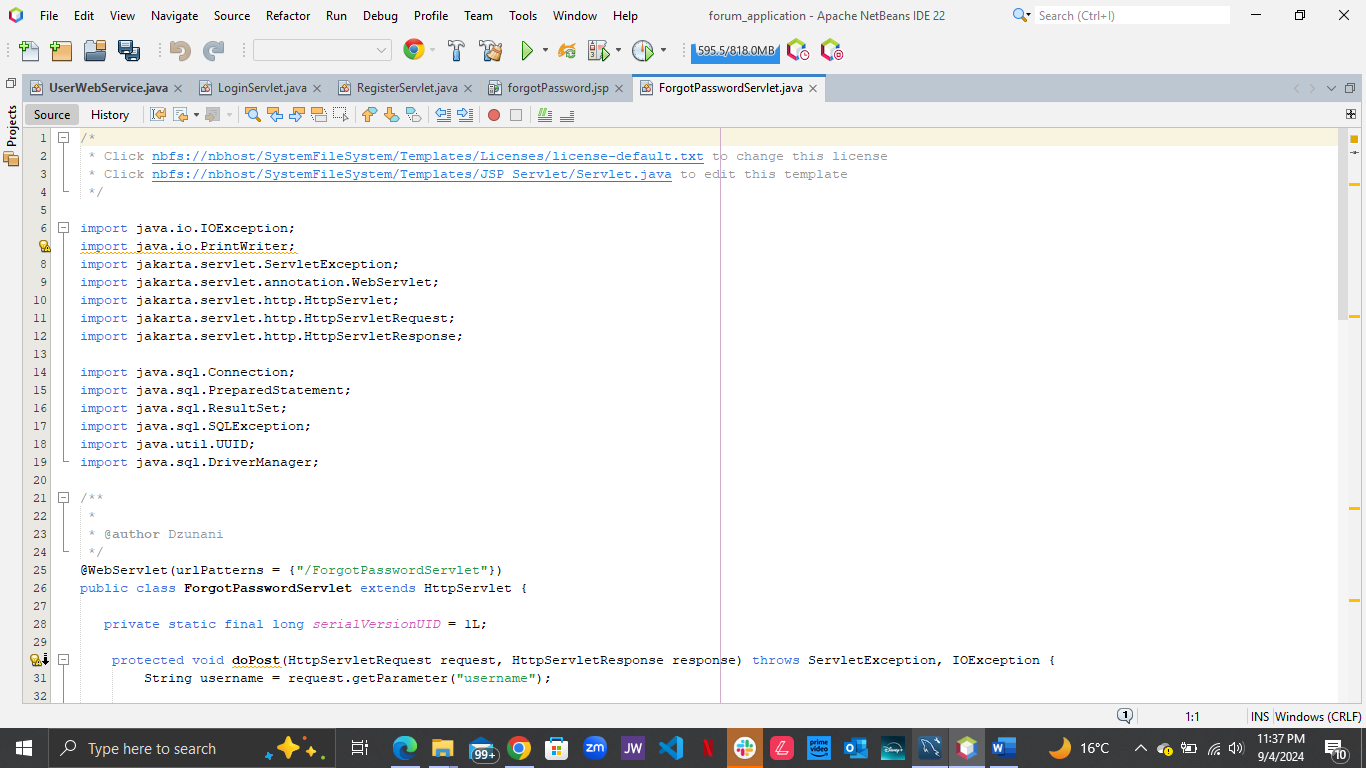 File Edit View Navigate Source Refactor Run Debug Profile Team Tools Window Help forum_application - Apache NetBeans IDE 22 Search (Ctrl+I)
595.5/818.0MB
UserWebService.java LoginServlet.java RegisterServlet.java forgotPassword.jsp ForgotPasswordServlet.java
Projects
Source History
1 /*
2 * Click nbfs://nbhost/SystemFileSystem/Templates/Licenses/license-default.txt to change this license
3 * Click nbfs://nbhost/SystemFileSystem/Templates/JSP_Servlet/Servlet.java to edit this template
4 */
5
6 import java.io.IOException;
import java.io.PrintWriter;
8 import jakarta.servlet.ServletException;
9 import jakarta.servlet.annotation.WebServlet;
10 import jakarta.servlet.http.HttpServlet;
11 import jakarta.servlet.http.HttpServletRequest;
12 import jakarta.servlet.http.HttpServletResponse;
13
14 import java.sql.Connection;
15 import java.sql.PreparedStatement;
16 import java.sql.ResultSet;
17 import java.sql.SQLException;
18 import java.util.UUID;
19 import java.sql.DriverManager;
20
21 /**
22 *
23 * @author Dzunani
24 */
25 @WebServlet(urlPatterns = {"/ForgotPasswordServlet"})
26 public class ForgotPasswordServlet extends HttpServlet {
27
28 private static final long serialVersionUID = 1L;
29
protected void doPost(HttpServletRequest request, HttpServletResponse response) throws ServletException, IOException {
31 String username = request.getParameter("username");
32
1 1:1 INS Windows (CRLF)
Type here to search 99+ zm JW N prime video Disney+ W 16°C 11:37 PM
9/4/2024 10